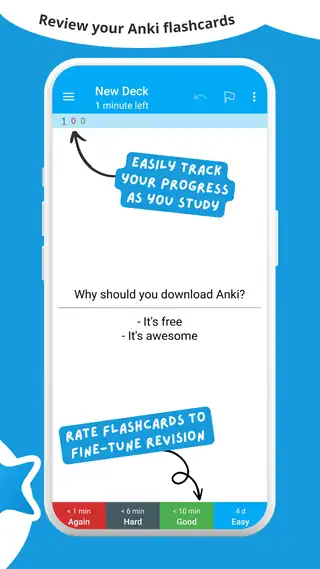 Review your Anki flashcards
New Deck
1 minute left
1 0 0
EASILY TRACK
YOUR PROGRESS
AS YOU STUDY
Why should you download Anki?
- It's free
- It's awesome
RATE FLASHCARDS TO
FINE-TUNE REVISION
< 1 min < 6 min < 10 min 4 d
Again Hard Good Easy